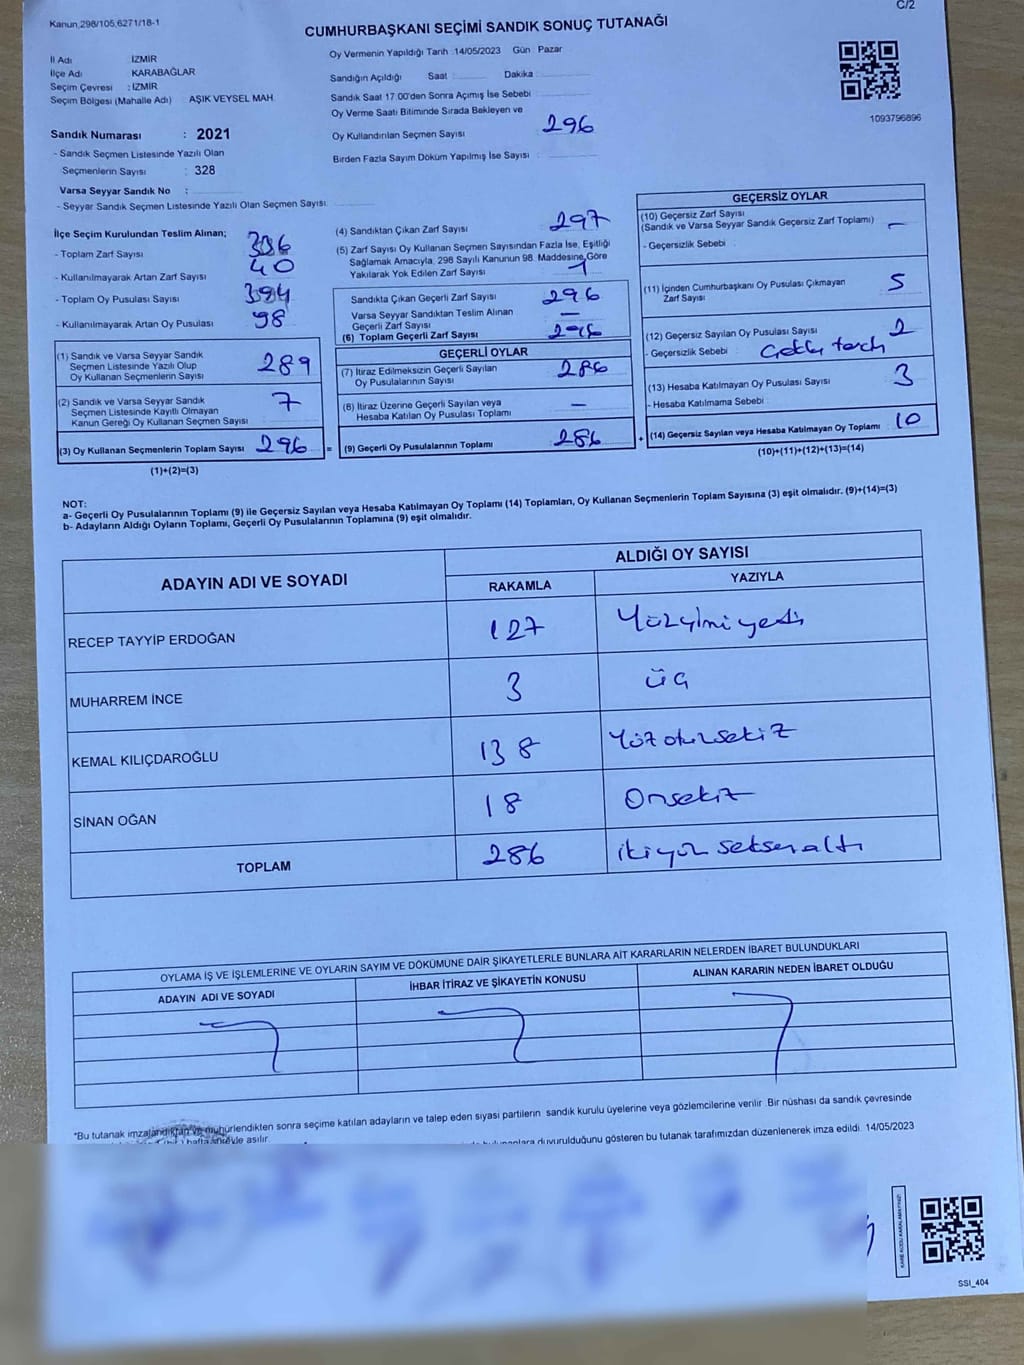 C/2
Kanun,298/105,6271/18-1
CUMHURBAŞKANI SEÇİMİ SANDIK SONUÇ TUTANAĞI
İl Adı İZMİR
İlçe Adı KARABAĞLAR
Seçim Çevresi : İZMİR
Seçim Bölgesi (Mahalle Adı) : AŞIK VEYSEL MAH.
Sandık Numarası : 2021
- Sandık Seçmen Listesinde Yazılı Olan
Seçmenlerin Sayısı : 328
Varsa Seyyar Sandık No :
- Seyyar Sandık Seçmen Listesinde Yazılı Olan Seçmen Sayısı:
Oy Vermenin Yapıldığı Tarih :14/05/2023 Gün : Pazar
Sandığın Açıldığı Saat : Dakika :
Sandık Saat 17:00'den Sonra Açılmış İse Sebebi :
Oy Verme Saati Bitiminde Sırada Bekleyen ve
Oy Kullandırılan Seçmen Sayısı : 296
Birden Fazla Sayım Döküm Yapılmış İse Sayısı :
1093796896
İlçe Seçim Kurulundan Teslim Alınan;
- Toplam Zarf Sayısı 336
- Kullanılmayarak Artan Zarf Sayısı 40
- Toplam Oy Pusulası Sayısı 394
- Kullanılmayarak Artan Oy Pusulası 98
(1) Sandık ve Varsa Seyyar Sandık
Seçmen Listesinde Yazılı Olup
Oy Kullanan Seçmenlerin Sayısı 289
(2) Sandık ve Varsa Seyyar Sandık
Seçmen Listesinde Kayıtlı Olmayan
Kanun Gereği Oy Kullanan Seçmen Sayısı 7
(3) Oy Kullanan Seçmenlerin Toplam Sayısı 296 =
(1)+(2)=(3)
(4) Sandıktan Çıkan Zarf Sayısı 297
(5) Zarf Sayısı Oy Kullanan Seçmen Sayısından Fazla İse, Eşitliği
Sağlamak Amacıyla, 298 Sayılı Kanunun 98. Maddesine Göre
Yakılarak Yok Edilen Zarf Sayısı 1
Sandıkta Çıkan Geçerli Zarf Sayısı 296
Varsa Seyyar Sandıktan Teslim Alınan
Geçerli Zarf Sayısı —
(6) Toplam Geçerli Zarf Sayısı 296
GEÇERLİ OYLAR
(7) İtiraz Edilmeksizin Geçerli Sayılan
Oy Pusulalarının Sayısı 286
(8) İtiraz Üzerine Geçerli Sayılan veya
Hesaba Katılan Oy Pusulası Toplamı —
(9) Geçerli Oy Pusulalarının Toplamı 286 +
GEÇERSİZ OYLAR
(10) Geçersiz Zarf Sayısı
(Sandık ve Varsa Seyyar Sandık Geçersiz Zarf Toplamı) —
- Geçersizlik Sebebi :
(11) İçinden Cumhurbaşkanı Oy Pusulası Çıkmayan
Zarf Sayısı 5
(12) Geçersiz Sayılan Oy Pusulası Sayısı 2
- Geçersizlik Sebebi :
(13) Hesaba Katılmayan Oy Pusulası Sayısı 3
- Hesaba Katılmama Sebebi :
(14) Geçersiz Sayılan veya Hesaba Katılmayan Oy Toplamı 10
(10)+(11)+(12)+(13)=(14)
NOT:
a- Geçerli Oy Pusulalarının Toplamı (9) ile Geçersiz Sayılan veya Hesaba Katılmayan Oy Toplamı (14) Toplamları, Oy Kullanan Seçmenlerin Toplam Sayısına (3) eşit olmalıdır. (9)+(14)=(3)
b- Adayların Aldığı Oyların Toplamı, Geçerli Oy Pusulalarının Toplamına (9) eşit olmalıdır.
ADAYIN ADI VE SOYADI
ALDIĞI OY SAYISI
RAKAMLA YAZIYLA
RECEP TAYYİP ERDOĞAN 127 Yüzyirmiyedi
MUHARREM İNCE 3 üç
KEMAL KILIÇDAROĞLU 138 Yüzotuzsekiz
SİNAN OĞAN 18 Onsekiz
TOPLAM 286 ikiyüzseksenaltı
OYLAMA İŞ VE İŞLEMLERİNE VE OYLARIN SAYIM VE DÖKÜMÜNE DAİR ŞİKAYETLERLE BUNLARA AİT KARARLARIN NELERDEN İBARET BULUNDUKLARI
ADAYIN ADI VE SOYADI İHBAR İTİRAZ VE ŞİKAYETİN KONUSU ALINAN KARARIN NEDEN İBARET OLDUĞU
*Bu tutanak imzalandıktan ve mühürlendikten sonra seçime katılan adayların ve talep eden siyasi partilerin sandık kurulu üyelerine veya gözlemcilerine verilir. Bir nüshası da sandık çevresinde
hafta süreyle asılır.
duyurulduğunu gösteren bu tutanak tarafımızdan düzenlenerek imza edildi. 14/05/2023
KARE KODU KARALAMAYINIZ!
SSI_404